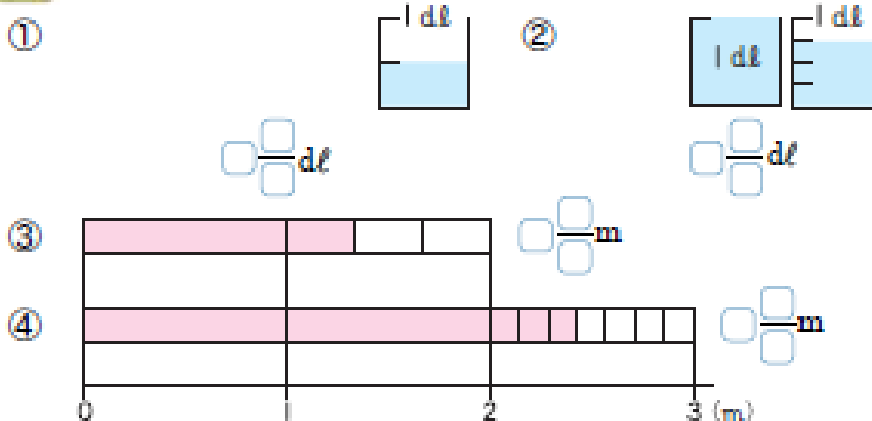 ① 1 dℓ ② 1 dℓ 1 dℓ
dℓ dℓ
③ m
④ m
0 1 2 3 (m)